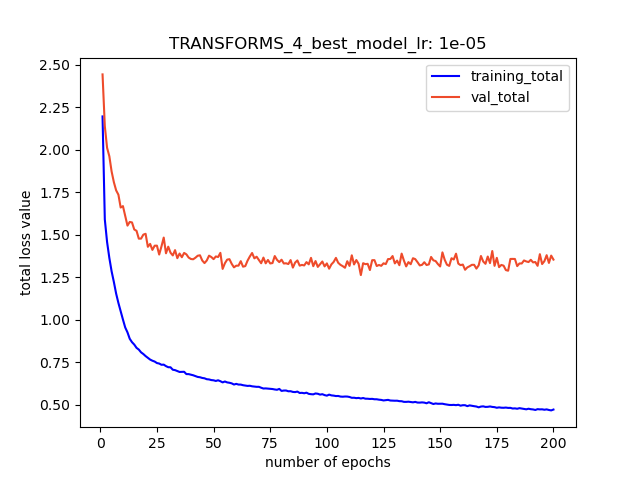 TRANSFORMS_4_best_model_lr: 1e-05
training_total
val_total
2.50
2.25
2.00
1.75
1.50
1.25
1.00
0.75
0.50
total loss value
0 25 50 75 100 125 150 175 200
number of epochs